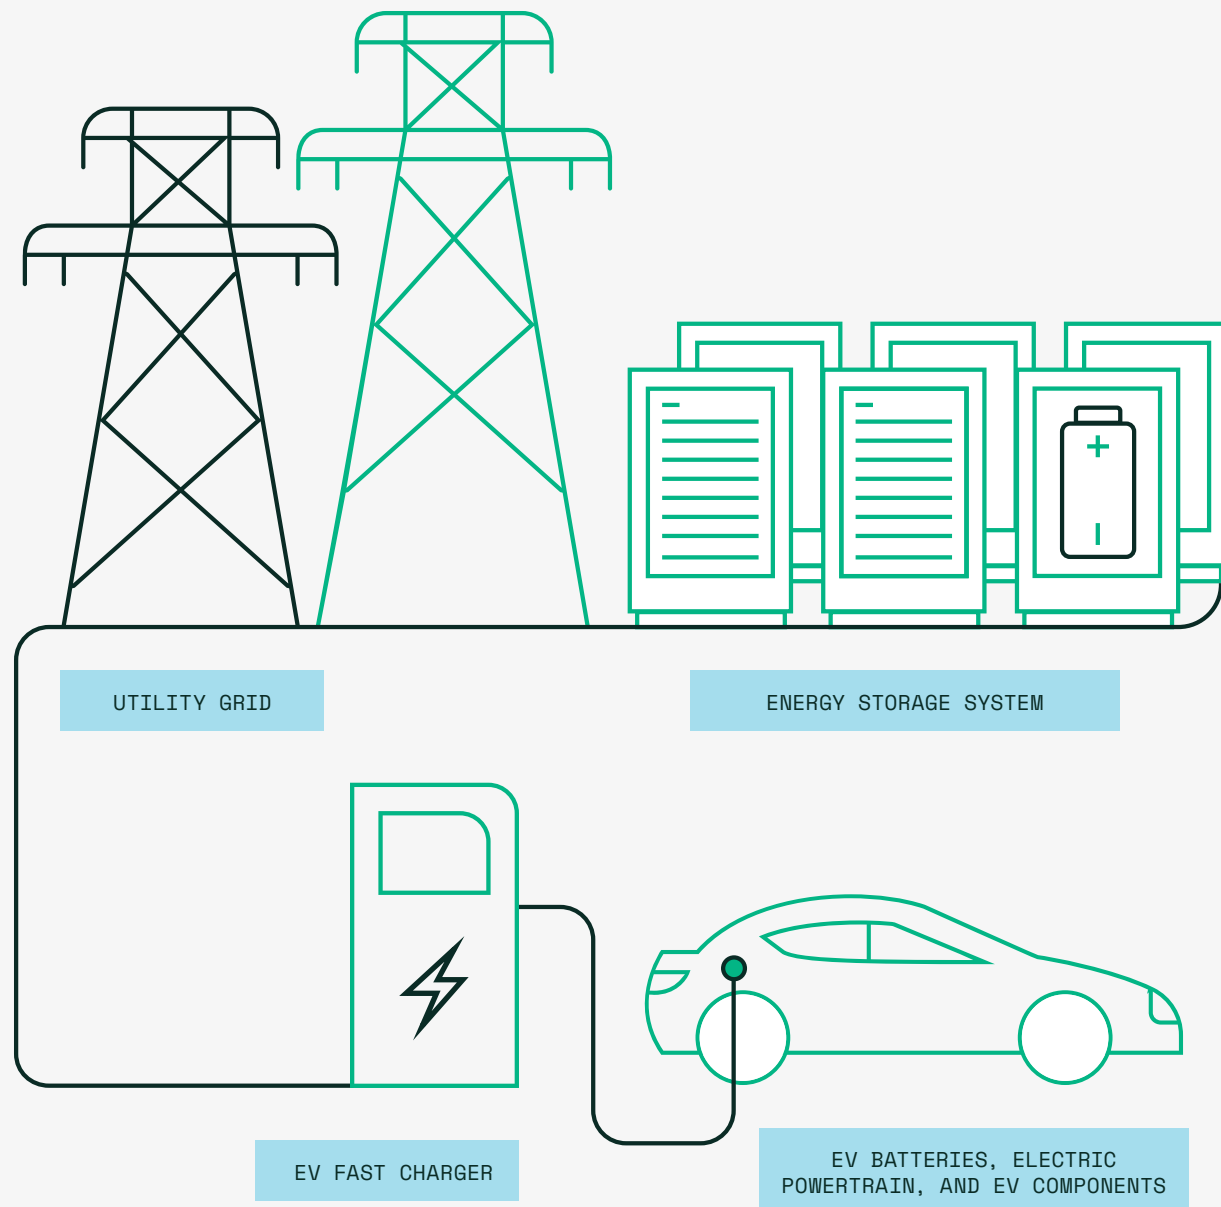 UTILITY GRID
ENERGY STORAGE SYSTEM
EV FAST CHARGER
EV BATTERIES, ELECTRIC
POWERTRAIN, AND EV COMPONENTS